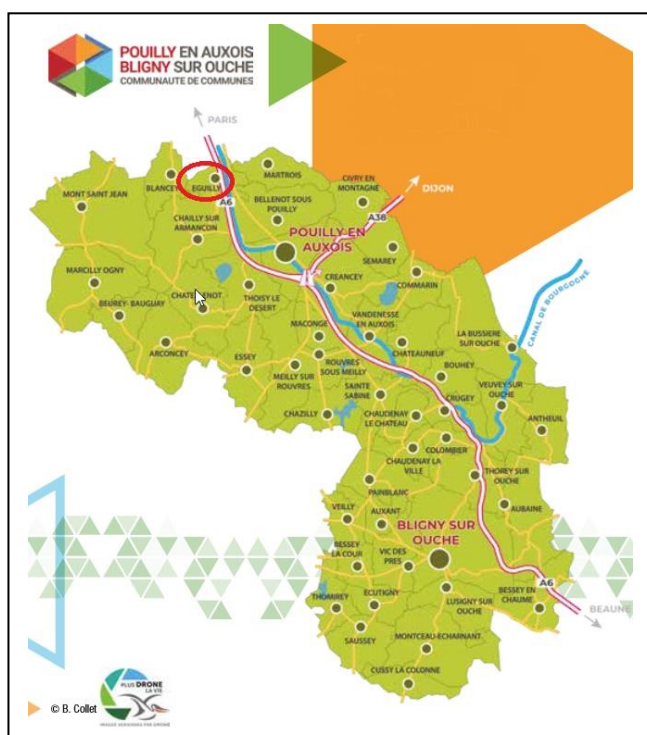 POUILLY EN AUXOIS
BLIGNY SUR OUCHE
COMMUNAUTE DE COMMUNES
PARIS
MARTROIS
BLANCEY
EGUILLY
CIVRY EN
MONTAGNE
DIJON
MONT SAINT JEAN
A6
BELLENOT SOUS
POUILLY
A38
CHAILLY SUR
ARMANCON
POUILLY EN
AUXOIS
SEMAREY
MARCILLY OGNY
CREANCEY
COMMARIN
CANAL DE BOURGOGNE
BEUREY- BAUGUAY
THOISY LE
DESERT
VANDENESSE
EN AUXOIS
MACONGE
LA BUSSIERE
SUR OUCHE
ARCONCEY
CHATEAUNEUF
ESSEY
ROUVRES
SOUS MEILLY
MEILLY SUR
ROUVRES
BOUHEY
SAINTE
SABINE
VEUVEY SUR
OUCHE
CRUGEY
CHAZILLY
CHAUDENAY
LE CHATEAU
ANTHEUIL
COLOMBIER
CHAUDENAY LA
VILLE
THOREY SUR
OUCHE
PAINBLANC
VEILLY
AUXANT
AUBAINE
BLIGNY SUR
OUCHE
BESSEY
LA COUR
VIC DES
PRES
A6
BESSEY EN
CHAUME
THOMIREY
ECUTIGNY
LUSIGNY SUR
OUCHE
BEAUNE
SAUSSEY
MONTCEAU-ECHARNANT
CUSSY LA COLONNE
PLUS DRONE
LA VIE
© B. Collet